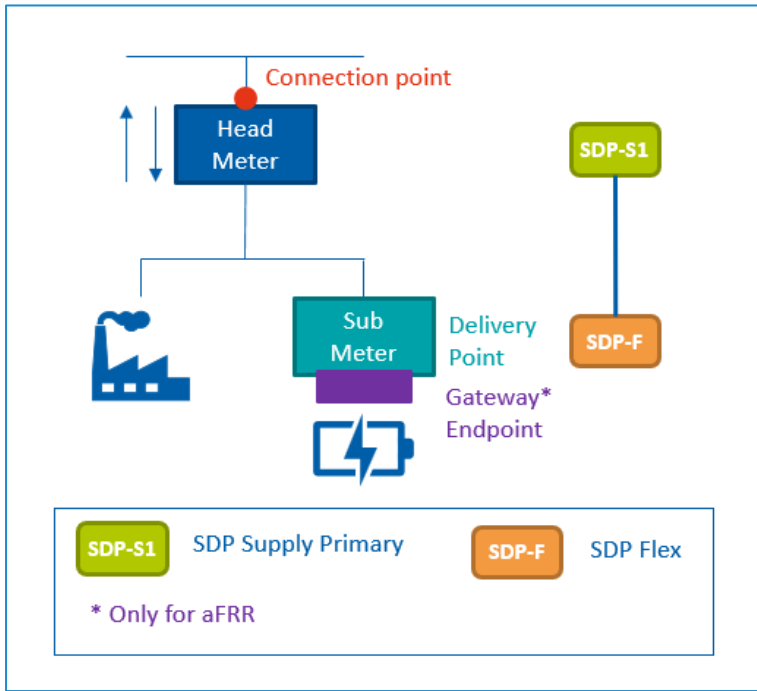 Connection point
Head
Meter
SDP-S1
Sub
Meter
Delivery
Point
SDP-F
Gateway*
Endpoint
SDP-S1
SDP Supply Primary
SDP-F
SDP Flex
* Only for aFRR